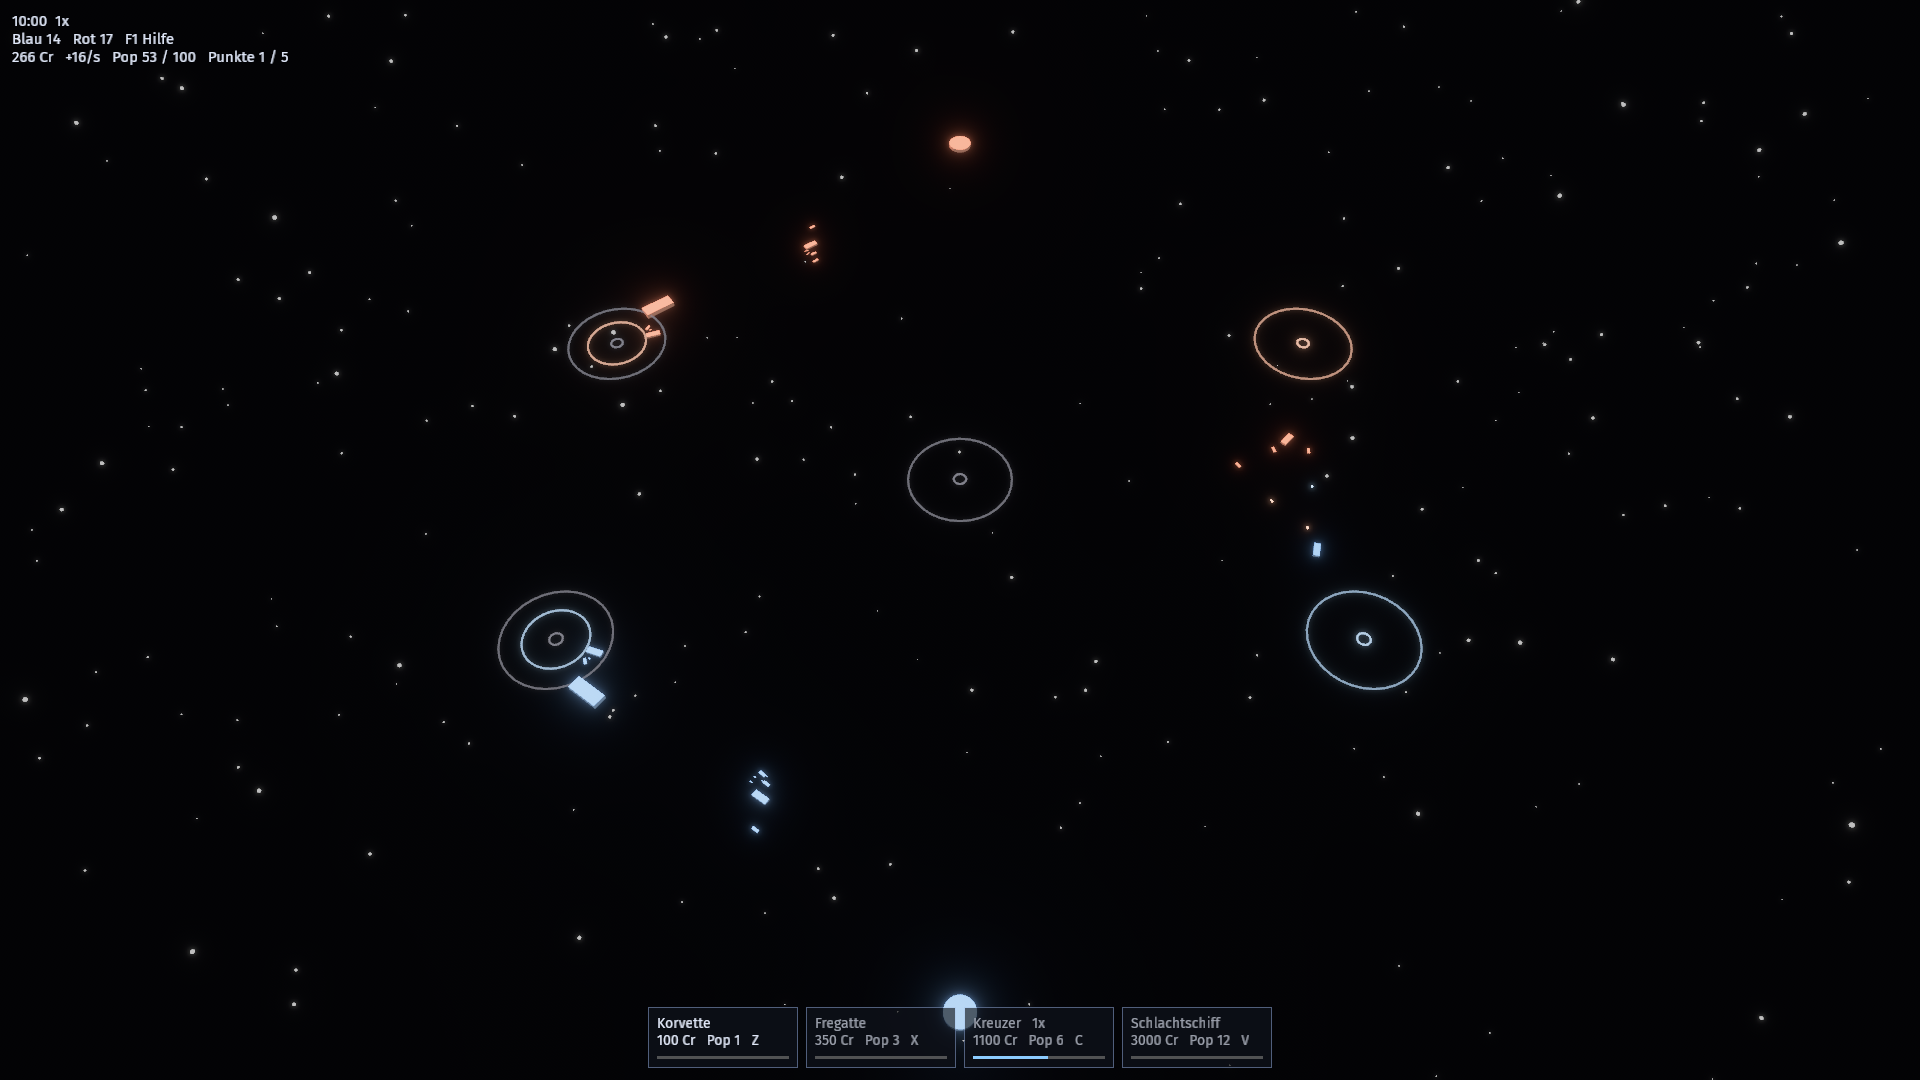 10:00 1x
Blau 14 Rot 17 F1 Hilfe
266 Cr +16/s Pop 53 / 100 Punkte 1 / 5
Korvette
100 Cr Pop 1 Z
Fregatte
350 Cr Pop 3 X
Kreuzer 1x
1100 Cr Pop 6 C
Schlachtschiff
3000 Cr Pop 12 V